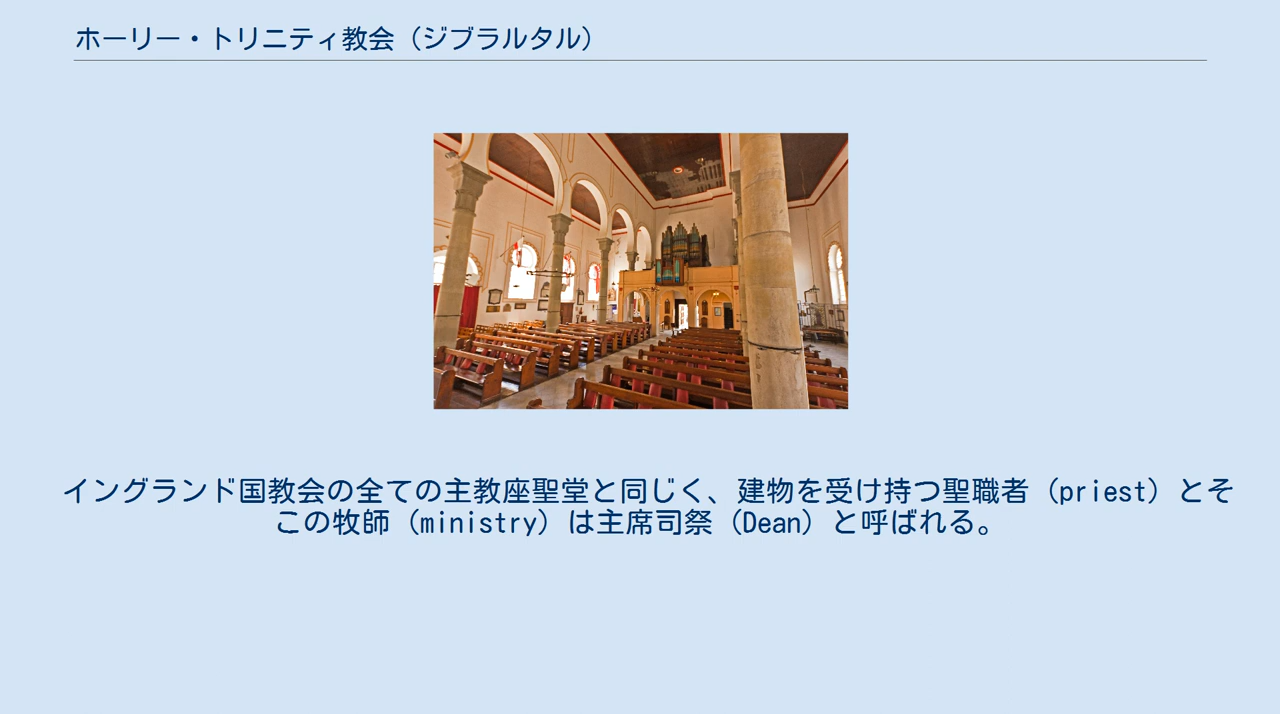 ホーリー・トリニティ教会（ジブラルタル）
イングランド国教会の全ての主教座聖堂と同じく、建物を受け持つ聖職者（priest）とそ
この牧師（ministry）は主席司祭（Dean）と呼ばれる。